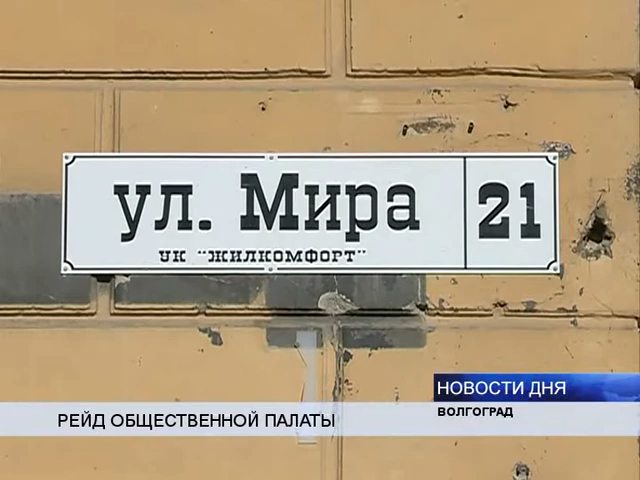 ул. Мира 21
УК "ЖИЛКОМФОРТ"
НОВОСТИ ДНЯ
ВОЛГОГРАД
РЕЙД ОБЩЕСТВЕННОЙ ПАЛАТЫ